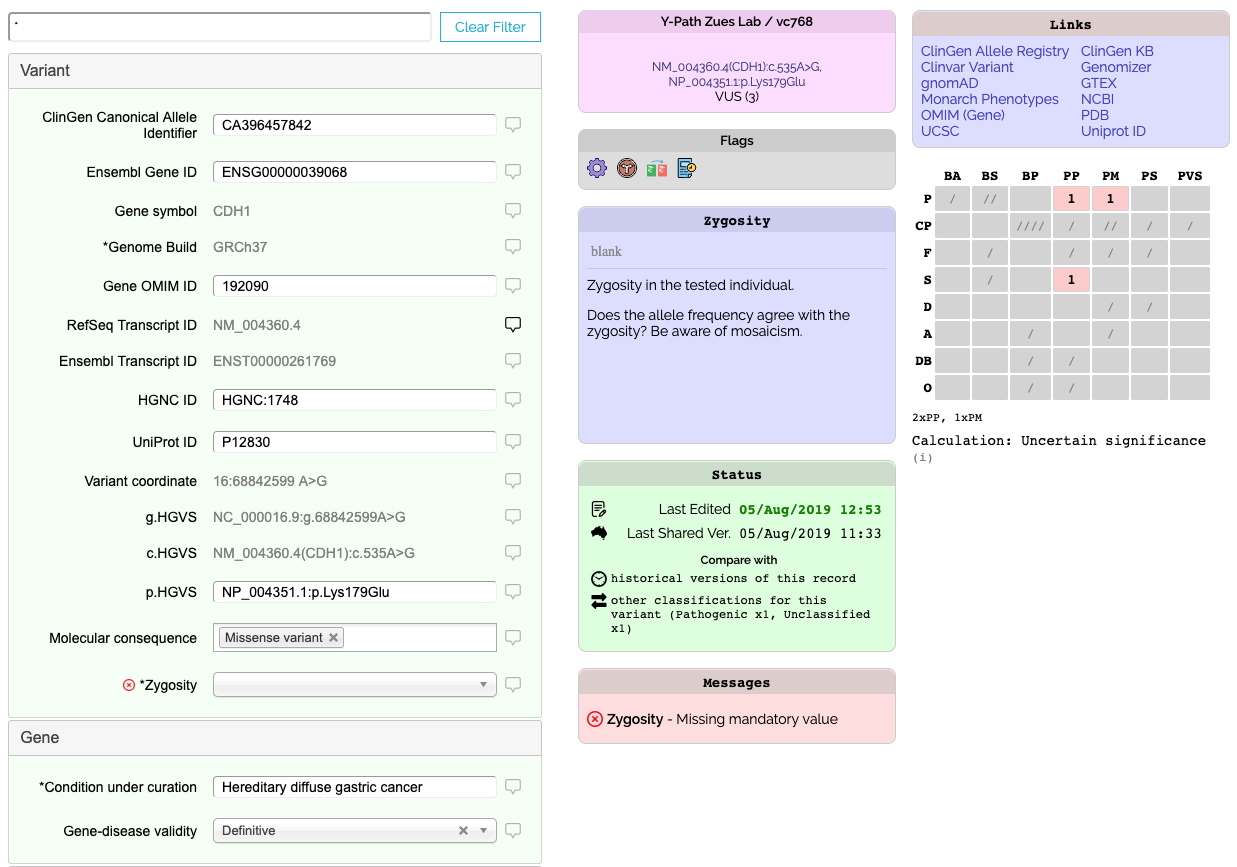 Clear Filter
Variant
ClinGen Canonical Allele
Identifier
CA396457842
Ensembl Gene ID
ENSG00000039068
Gene symbol
CDH1
*Genome Build
GRCh37
Gene OMIM ID
192090
RefSeq Transcript ID
NM_004360.4
Ensembl Transcript ID
ENST00000261769
HGNC ID
HGNC:1748
UniProt ID
P12830
Variant coordinate
16:68842599 A>G
g.HGVS
NC_000016.9:g.68842599A>G
c.HGVS
NM_004360.4(CDH1):c.535A>G
p.HGVS
NP_004351.1:p.Lys179Glu
Molecular consequence
Missense variant
*Zygosity
Gene
*Condition under curation
Hereditary diffuse gastric cancer
Gene-disease validity
Definitive
Y-Path Zues Lab / vc768
NM_004360.4(CDH1):c.535A>G,
NP_004351.1:p.Lys179Glu
VUS (3)
Flags
Zygosity
blank
Zygosity in the tested individual.
Does the allele frequency agree with the
zygosity? Be aware of mosaicism.
Status
Last Edited 05/Aug/2019 12:53
Last Shared Ver. 05/Aug/2019 11:33
Compare with
historical versions of this record
other classifications for this
variant (Pathogenic x1, Unclassified
x1)
Messages
Zygosity - Missing mandatory value
Links
ClinGen Allele Registry ClinGen KB
Clinvar Variant Genomizer
gnomAD GTEX
Monarch Phenotypes NCBI
OMIM (Gene) PDB
UCSC Uniprot ID
BA BS BP PP PM PS PVS
P / // 1 1
CP //// / // / /
F / / / /
S / 1
D / /
A / /
DB / /
O / /
2xPP, 1xPM
Calculation: Uncertain significance
(i)